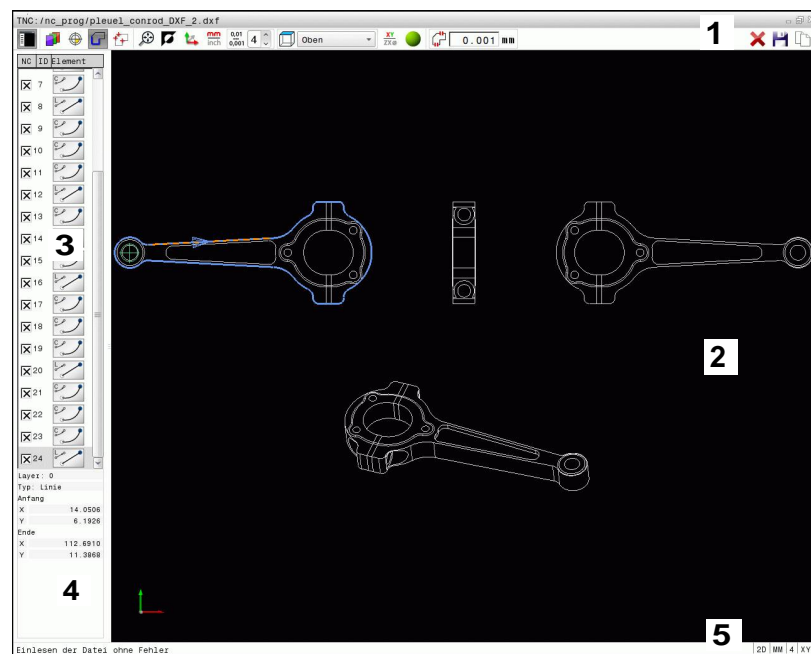 TNC:/nc_prog/pleuel_conrod_DXF_2.dxf
mm inch 0,01 0,001 4 Oben XY ZXØ 0.001 mm
1
NC ID Element
7 C
8 L
9 C
10 C
11 C
12 L
13 C
14
3
15
16 L
17 C
18 C
19 C
20 L
21 C
22 C
23 C
24 L
2
Layer: 0
Typ: Linie
Anfang
X 14.0506
Y 6.1926
Ende
X 112.6910
Y 11.3868
4
5
Einlesen der Datei ohne Fehler
2D MM 4 XY